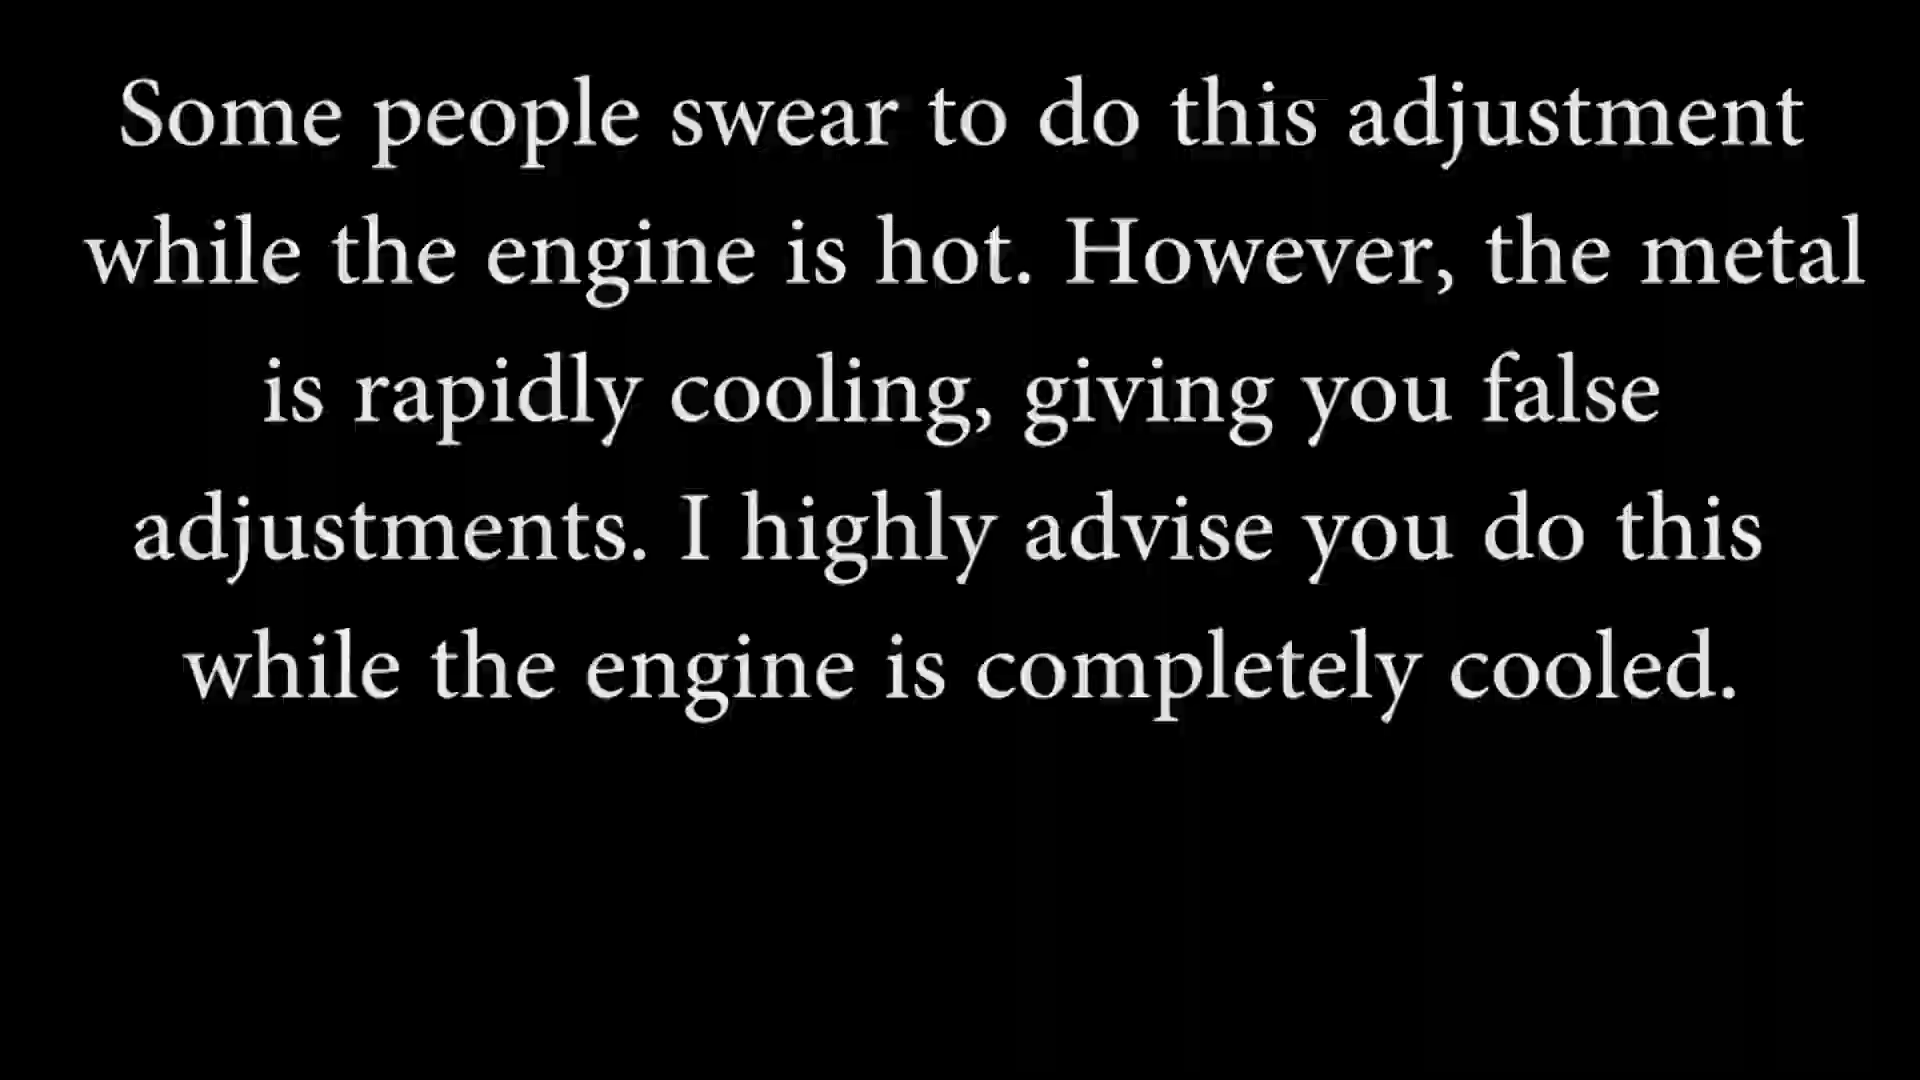 Some people swear to do this adjustment
while the engine is hot. However, the metal
is rapidly cooling, giving you false
adjustments. I highly advise you do this
while the engine is completely cooled.